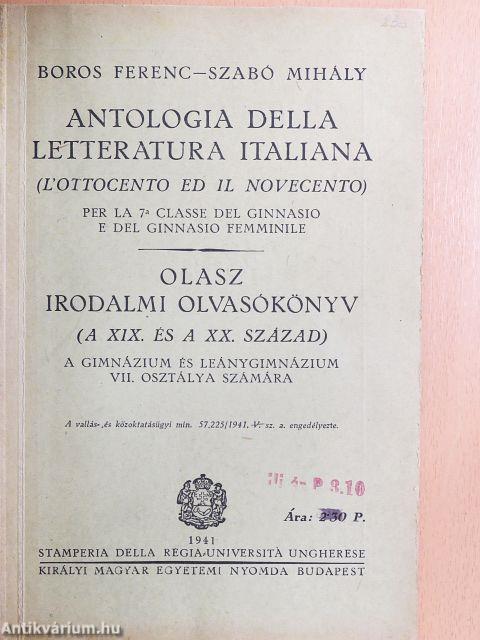 BOROS FERENC—SZABÓ MIHÁLY
ANTOLOGIA DELLA
LETTERATURA ITALIANA
(L'OTTOCENTO ED IL NOVECENTO)
PER LA 7ª CLASSE DEL GINNASIO
E DEL GINNASIO FEMMINILE
OLASZ
IRODALMI OLVASÓKÖNYV
(A XIX. ÉS A XX. SZÁZAD)
A GIMNÁZIUM ÉS LEÁNYGIMNÁZIUM
VII. OSZTÁLYA SZÁMÁRA
A vallás- és közoktatásügyi min. 57.225/1941. V. sz. a. engedélyezte.
P 3.10
Ára: 2·30 P.
1941
STAMPERIA DELLA REGIA UNIVERSITÀ UNGHERESE
KIRÁLYI MAGYAR EGYETEMI NYOMDA BUDAPEST
Antikvárium.hu